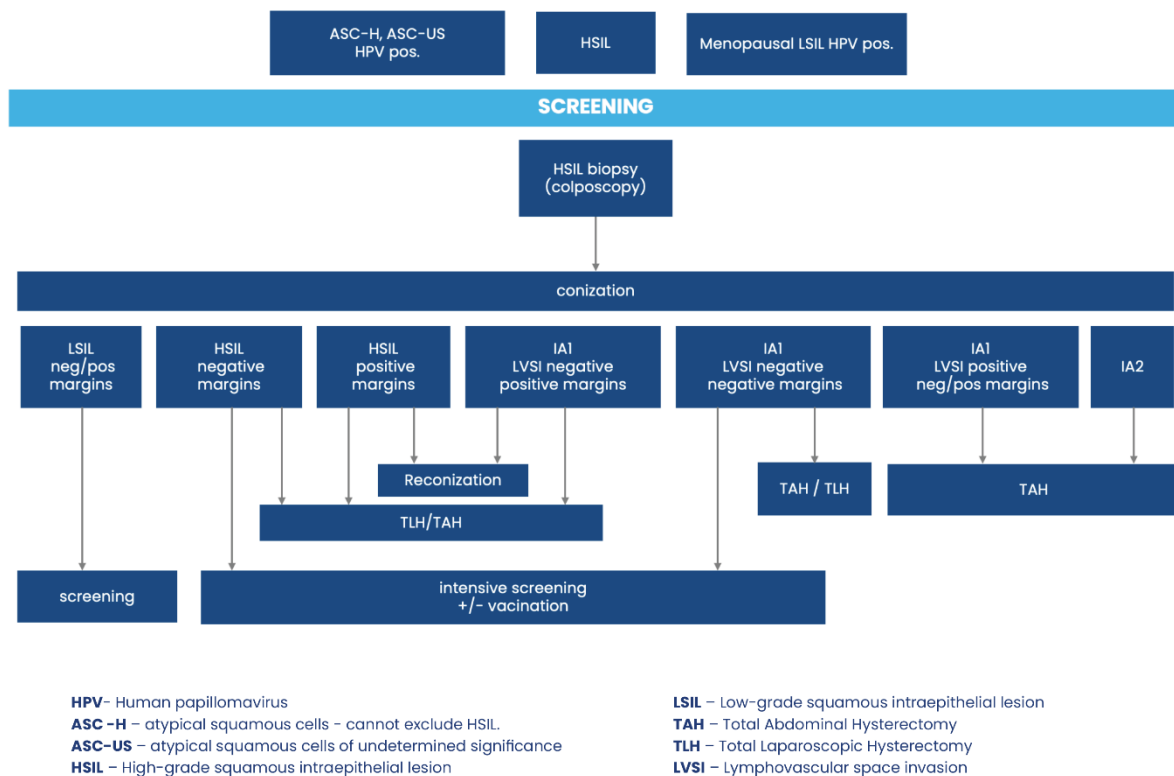 ASC-H, ASC-US
HPV pos.
HSIL
Menopausal LSIL HPV pos.
SCREENING
HSIL biopsy
(colposcopy)
conization
LSIL
neg/pos
margins
HSIL
negative
margins
HSIL
positive
margins
IA1
LVSI negative
positive margins
IA1
LVSI negative
negative margins
IA1
LVSI positive
neg/pos margins
IA2
Reconization
TAH / TLH
TAH
TLH/TAH
screening
intensive screening
+/- vacination
HPV- Human papillomavirus
ASC -H – atypical squamous cells - cannot exclude HSIL.
ASC-US – atypical squamous cells of undetermined significance
HSIL – High-grade squamous intraepithelial lesion
LSIL – Low-grade squamous intraepithelial lesion
TAH – Total Abdominal Hysterectomy
TLH – Total Laparoscopic Hysterectomy
LVSI – Lymphovascular space invasion